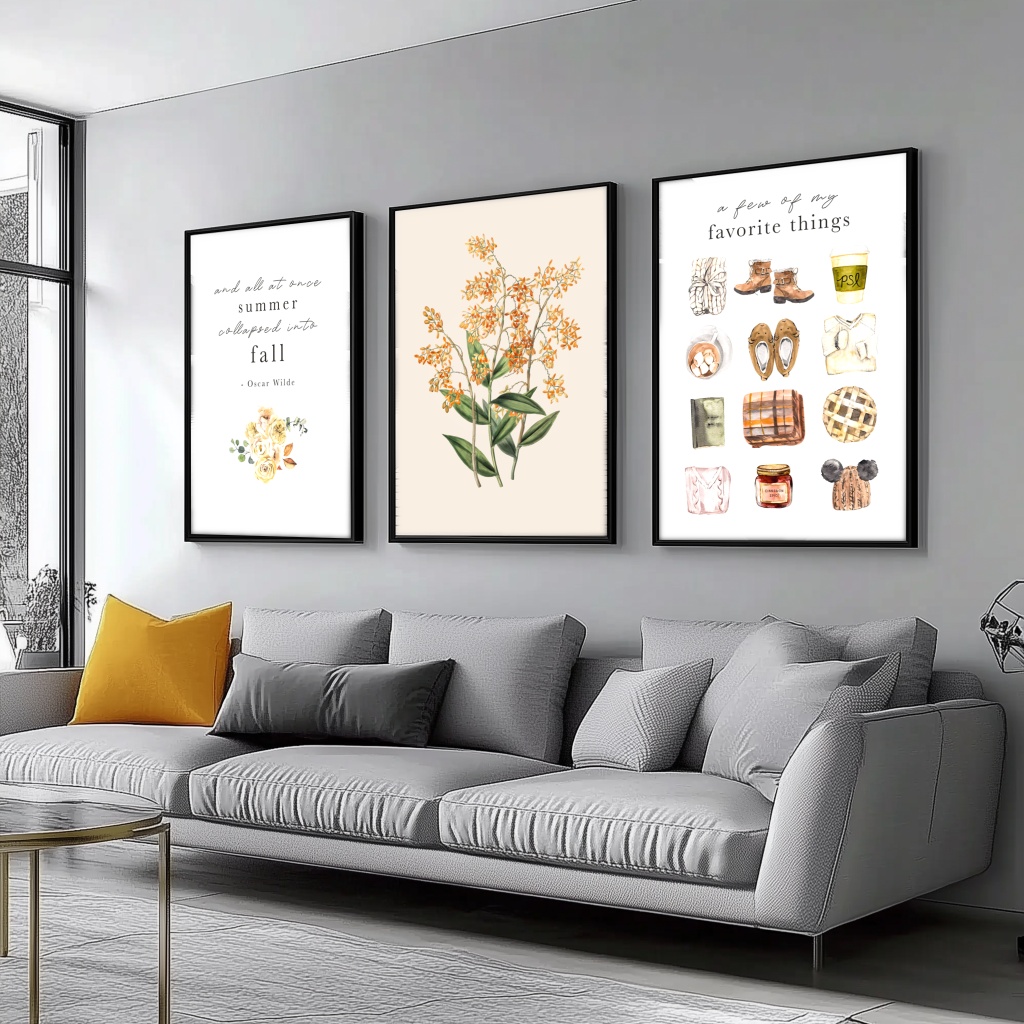 and all at once
summer
collapsed into
fall
- Oscar Wilde
a few of my
favorite things
PSL